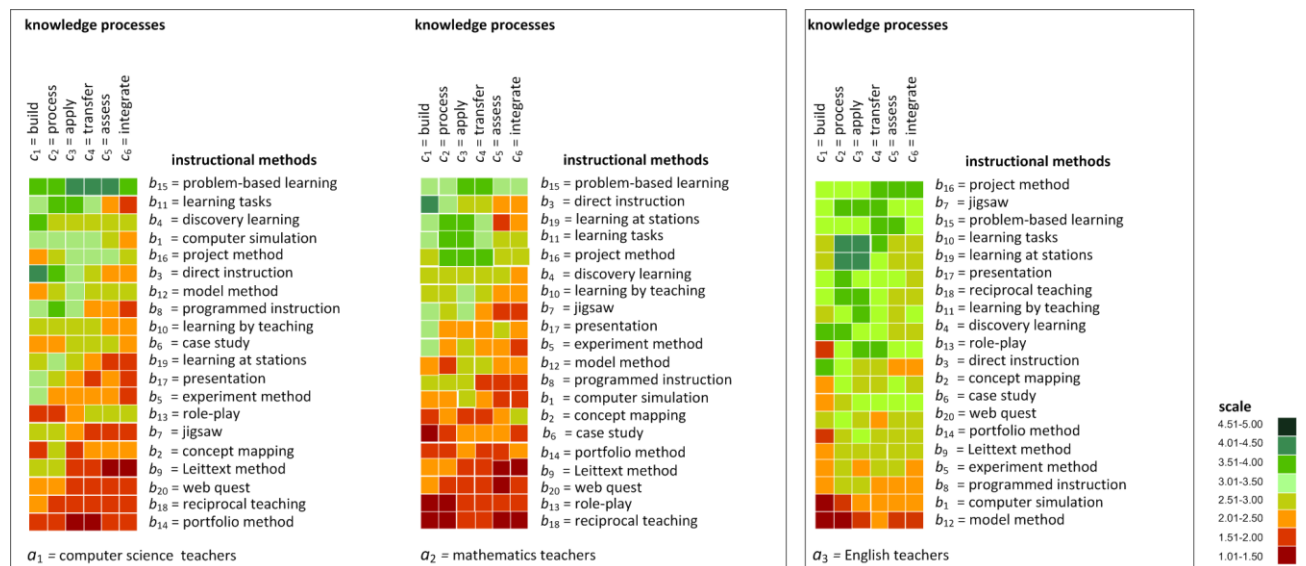 knowledge processes
c1 = build
c2 = process
c3 = apply
c4 = transfer
c5 = assess
c6 = integrate
instructional methods
b15 = problem-based learning
b11 = learning tasks
b4 = discovery learning
b1 = computer simulation
b16 = project method
b3 = direct instruction
b12 = model method
b8 = programmed instruction
b10 = learning by teaching
b6 = case study
b19 = learning at stations
b17 = presentation
b5 = experiment method
b13 = role-play
b7 = jigsaw
b2 = concept mapping
b9 = Leittext method
b20 = web quest
b18 = reciprocal teaching
b14 = portfolio method
a1 = computer science teachers
knowledge processes
c1 = build
c2 = process
c3 = apply
c4 = transfer
c5 = assess
c6 = integrate
instructional methods
b15 = problem-based learning
b3 = direct instruction
b19 = learning at stations
b11 = learning tasks
b16 = project method
b4 = discovery learning
b10 = learning by teaching
b7 = jigsaw
b17 = presentation
b5 = experiment method
b12 = model method
b8 = programmed instruction
b1 = computer simulation
b2 = concept mapping
b6 = case study
b14 = portfolio method
b9 = Leittext method
b20 = web quest
b13 = role-play
b18 = reciprocal teaching
a2 = mathematics teachers
knowledge processes
c1 = build
c2 = process
c3 = apply
c4 = transfer
c5 = assess
c6 = integrate
instructional methods
b16 = project method
b7 = jigsaw
b15 = problem-based learning
b10 = learning tasks
b19 = learning at stations
b17 = presentation
b18 = reciprocal teaching
b11 = learning by teaching
b4 = discovery learning
b13 = role-play
b3 = direct instruction
b2 = concept mapping
b6 = case study
b20 = web quest
b14 = portfolio method
b9 = Leittext method
b5 = experiment method
b8 = programmed instruction
b1 = computer simulation
b12 = model method
a3 = English teachers
scale
4.51-5.00
4.01-4.50
3.51-4.00
3.01-3.50
2.51-3.00
2.01-2.50
1.51-2.00
1.01-1.50